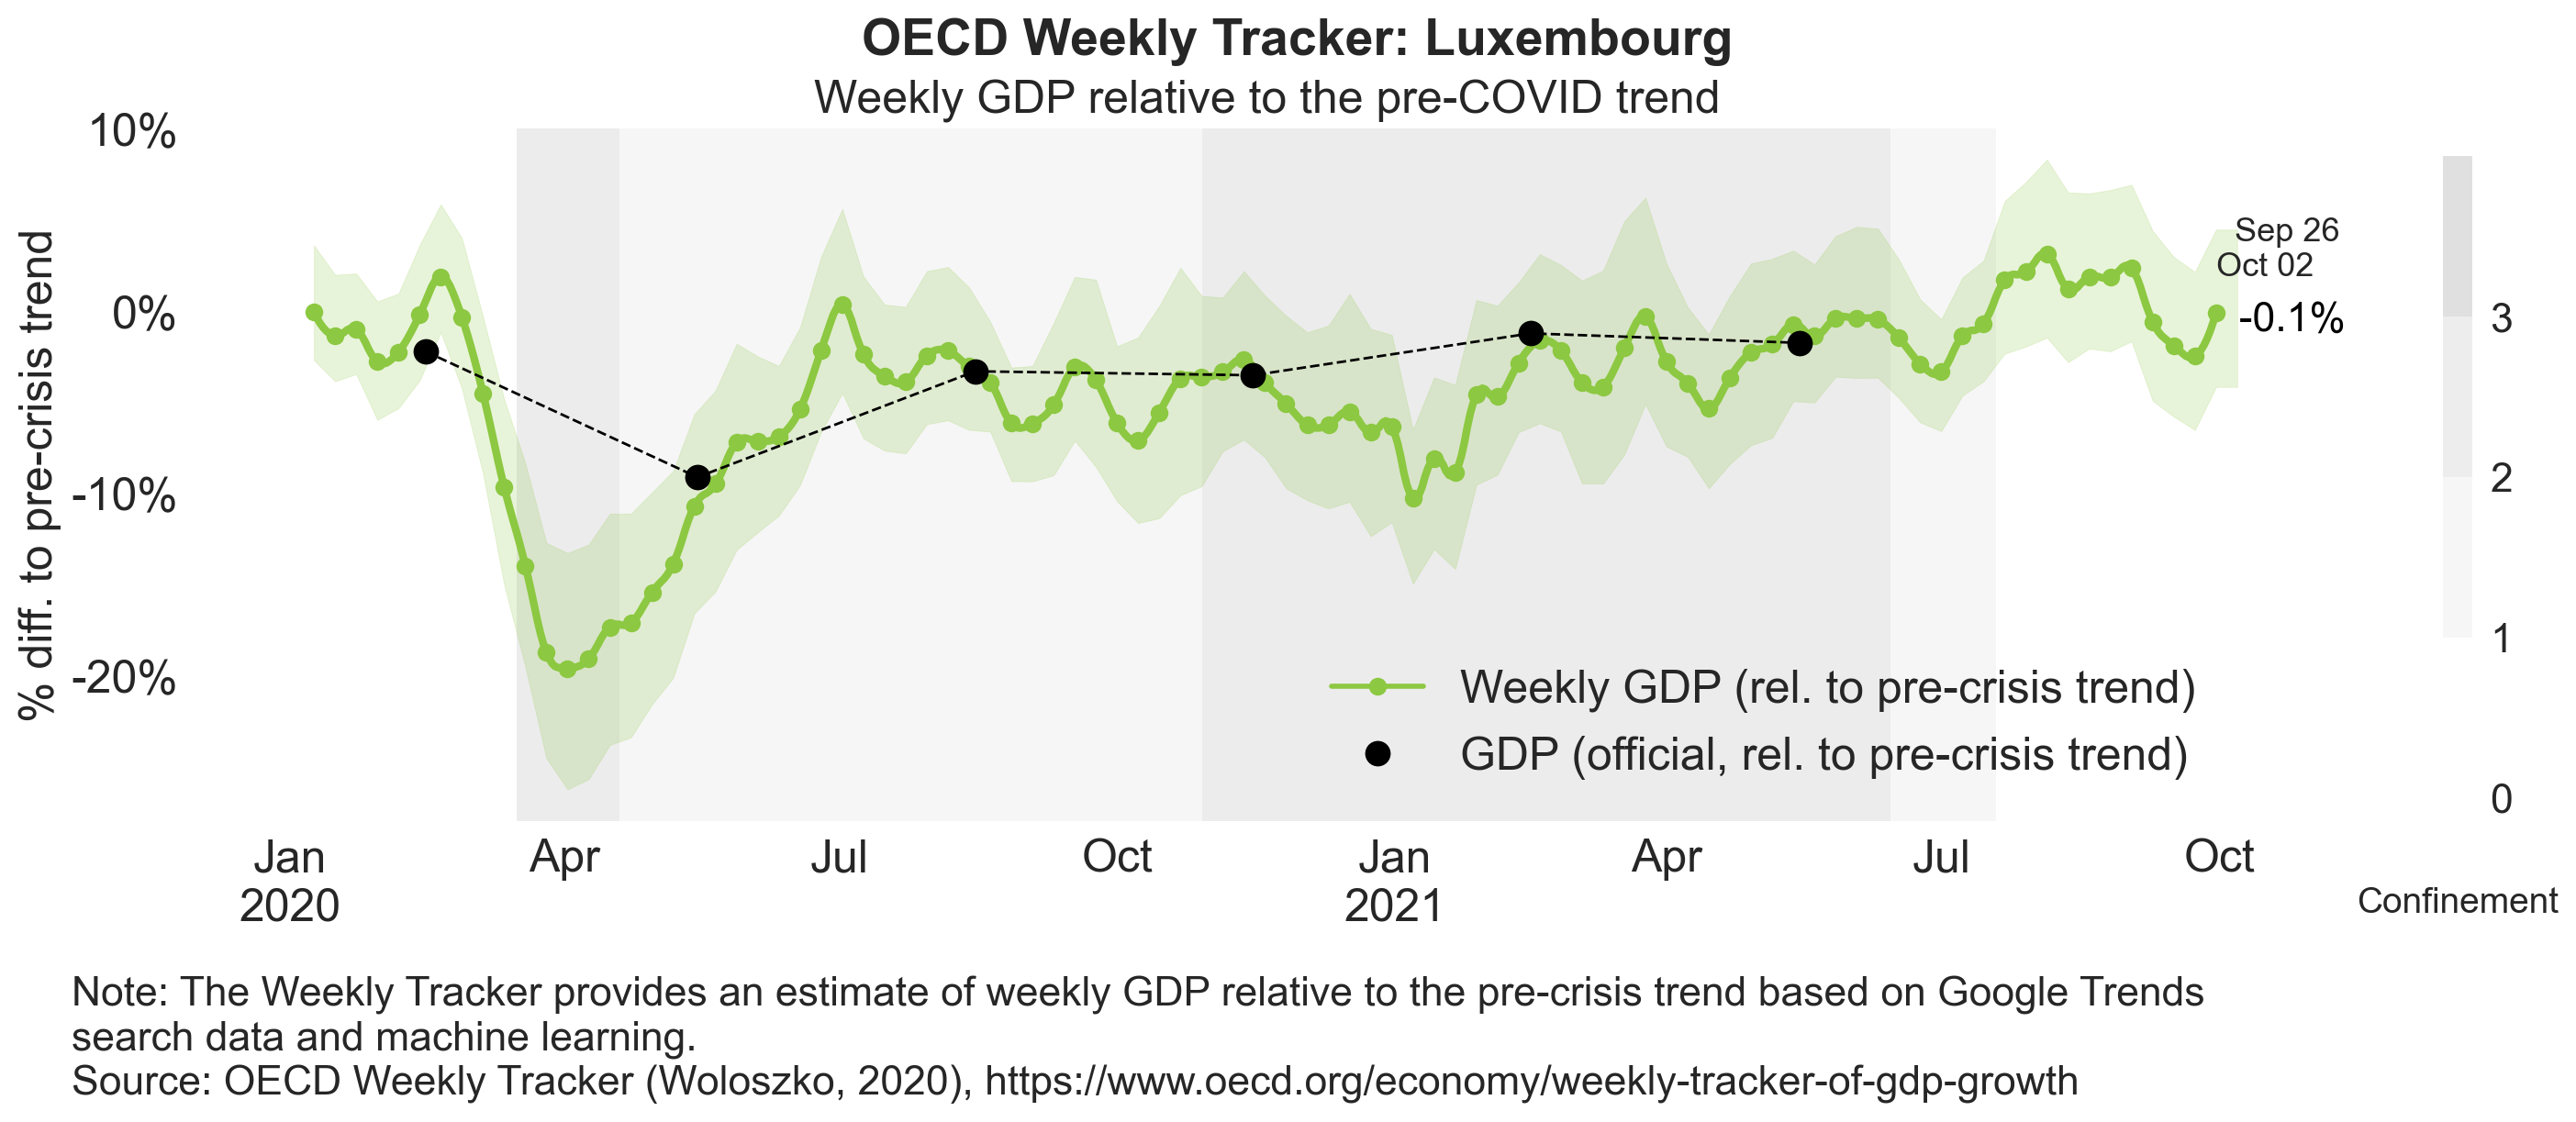 OECD Weekly Tracker: Luxembourg
Weekly GDP relative to the pre-COVID trend
% diff. to pre-crisis trend
10%
0%
-10%
-20%
Sep 26
Oct 02
-0.1%
3
2
1
0
Weekly GDP (rel. to pre-crisis trend)
GDP (official, rel. to pre-crisis trend)
Jan Apr Jul Oct Jan Apr Jul Oct
2020 2021
Confinement
Note: The Weekly Tracker provides an estimate of weekly GDP relative to the pre-crisis trend based on Google Trends
search data and machine learning.
Source: OECD Weekly Tracker (Woloszko, 2020), https://www.oecd.org/economy/weekly-tracker-of-gdp-growth